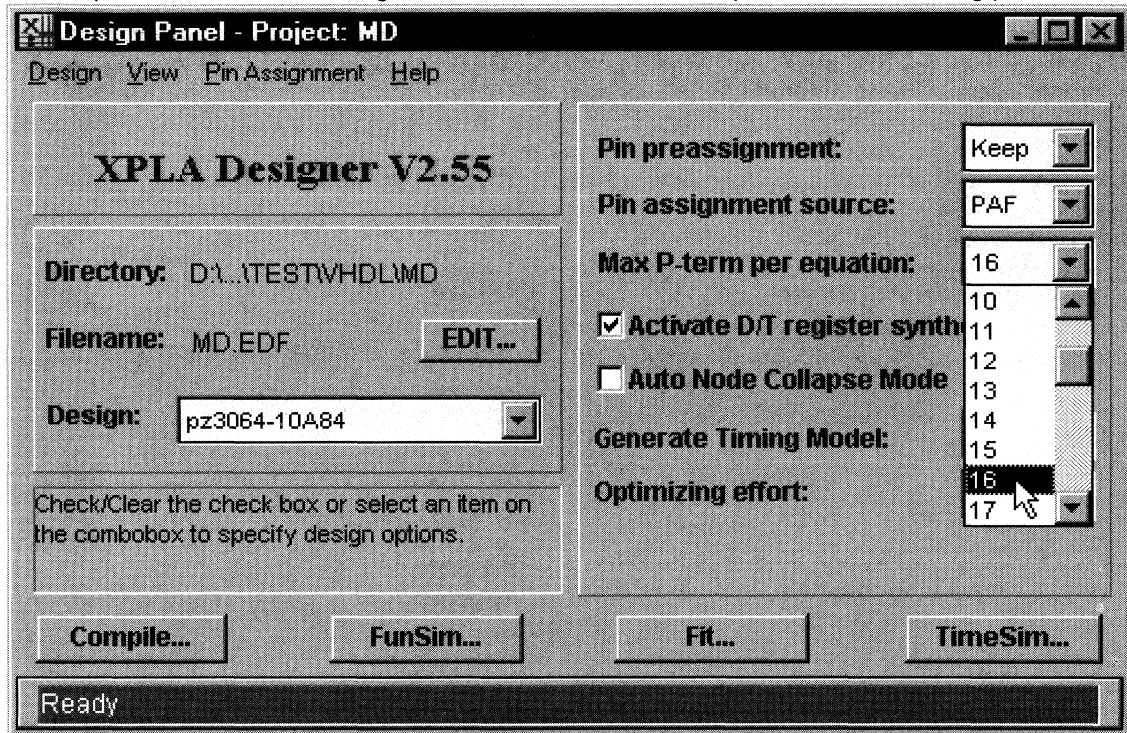 Design Panel - Project: MD
Design View Pin Assignment Help
XPLA Designer V2.55
Directory: D:\...\TEST\VHDL\MD
Filename: MD.EDF EDIT...
Design: pz3064-10A84
Check/Clear the check box or select an item on
the combobox to specify design options.
Pin preassignment: Keep
Pin assignment source: PAF
Max P-term per equation: 16
10
Activate D/T register synth
11
12
Auto Node Collapse Mode
13
14
Generate Timing Model:
15
Optimizing effort:
16
17
Compile... FunSim... Fit... TimeSim...
Ready